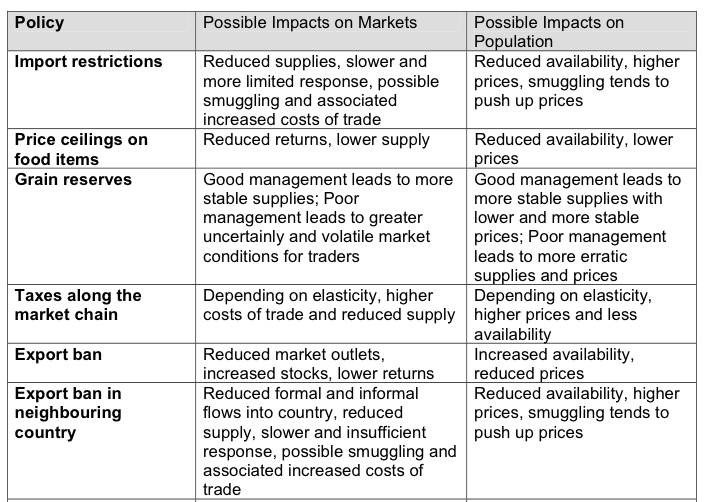 Policy
Possible Impacts on Markets
Possible Impacts on
Population
Import restrictions
Reduced supplies, slower and
more limited response, possible
smuggling and associated
increased costs of trade
Reduced availability, higher
prices, smuggling tends to
push up prices
Price ceilings on
food items
Reduced returns, lower supply
Reduced availability, lower
prices
Grain reserves
Good management leads to more
stable supplies; Poor
management leads to greater
uncertainly and volatile market
conditions for traders
Good management leads to
more stable supplies with
lower and more stable
prices; Poor management
leads to more erratic
supplies and prices
Taxes along the
market chain
Depending on elasticity, higher
costs of trade and reduced supply
Depending on elasticity,
higher prices and less
availability
Export ban
Reduced market outlets,
increased stocks, lower returns
Increased availability,
reduced prices
Export ban in
neighbouring
country
Reduced formal and informal
flows into country, reduced
supply, slower and insufficient
response, possible smuggling and
associated increased costs of
trade
Reduced availability, higher
prices, smuggling tends to
push up prices